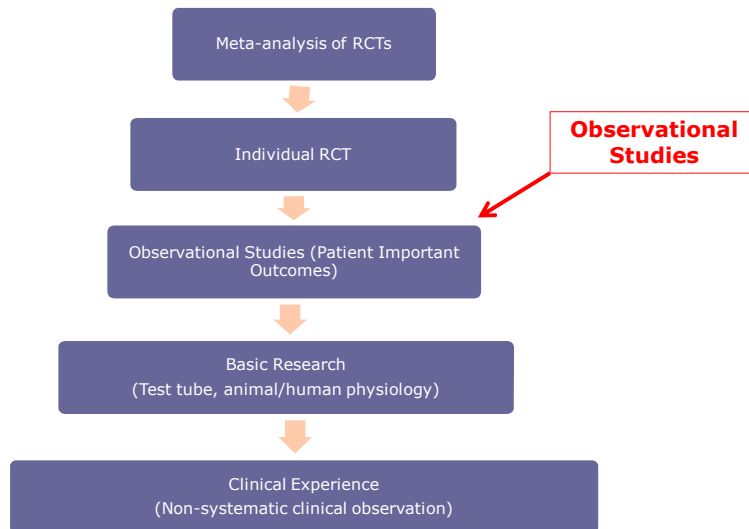 Meta-analysis of RCTs
Individual RCT
Observational
Studies
Observational Studies (Patient Important
Outcomes)
Basic Research
(Test tube, animal/human physiology)
Clinical Experience
(Non-systematic clinical observation)